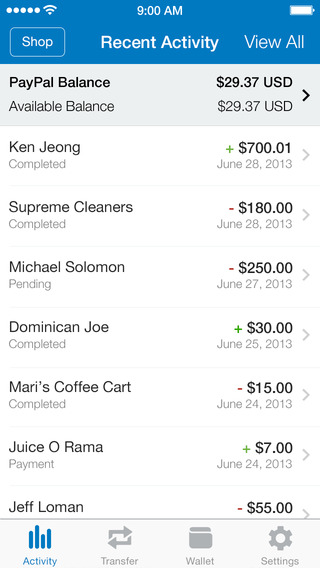 9:00 AM
Shop Recent Activity View All
PayPal Balance $29.37 USD
Available Balance $29.37 USD
Ken Jeong + $700.01
Completed June 28, 2013
Supreme Cleaners - $180.00
Completed June 28, 2013
Michael Solomon - $250.00
Pending June 27, 2013
Dominican Joe + $30.00
Completed June 25, 2013
Mari's Coffee Cart - $15.00
Completed June 24, 2013
Juice O Rama + $7.00
Payment June 24, 2013
Jeff Loman - $55.00
Activity Transfer Wallet Settings